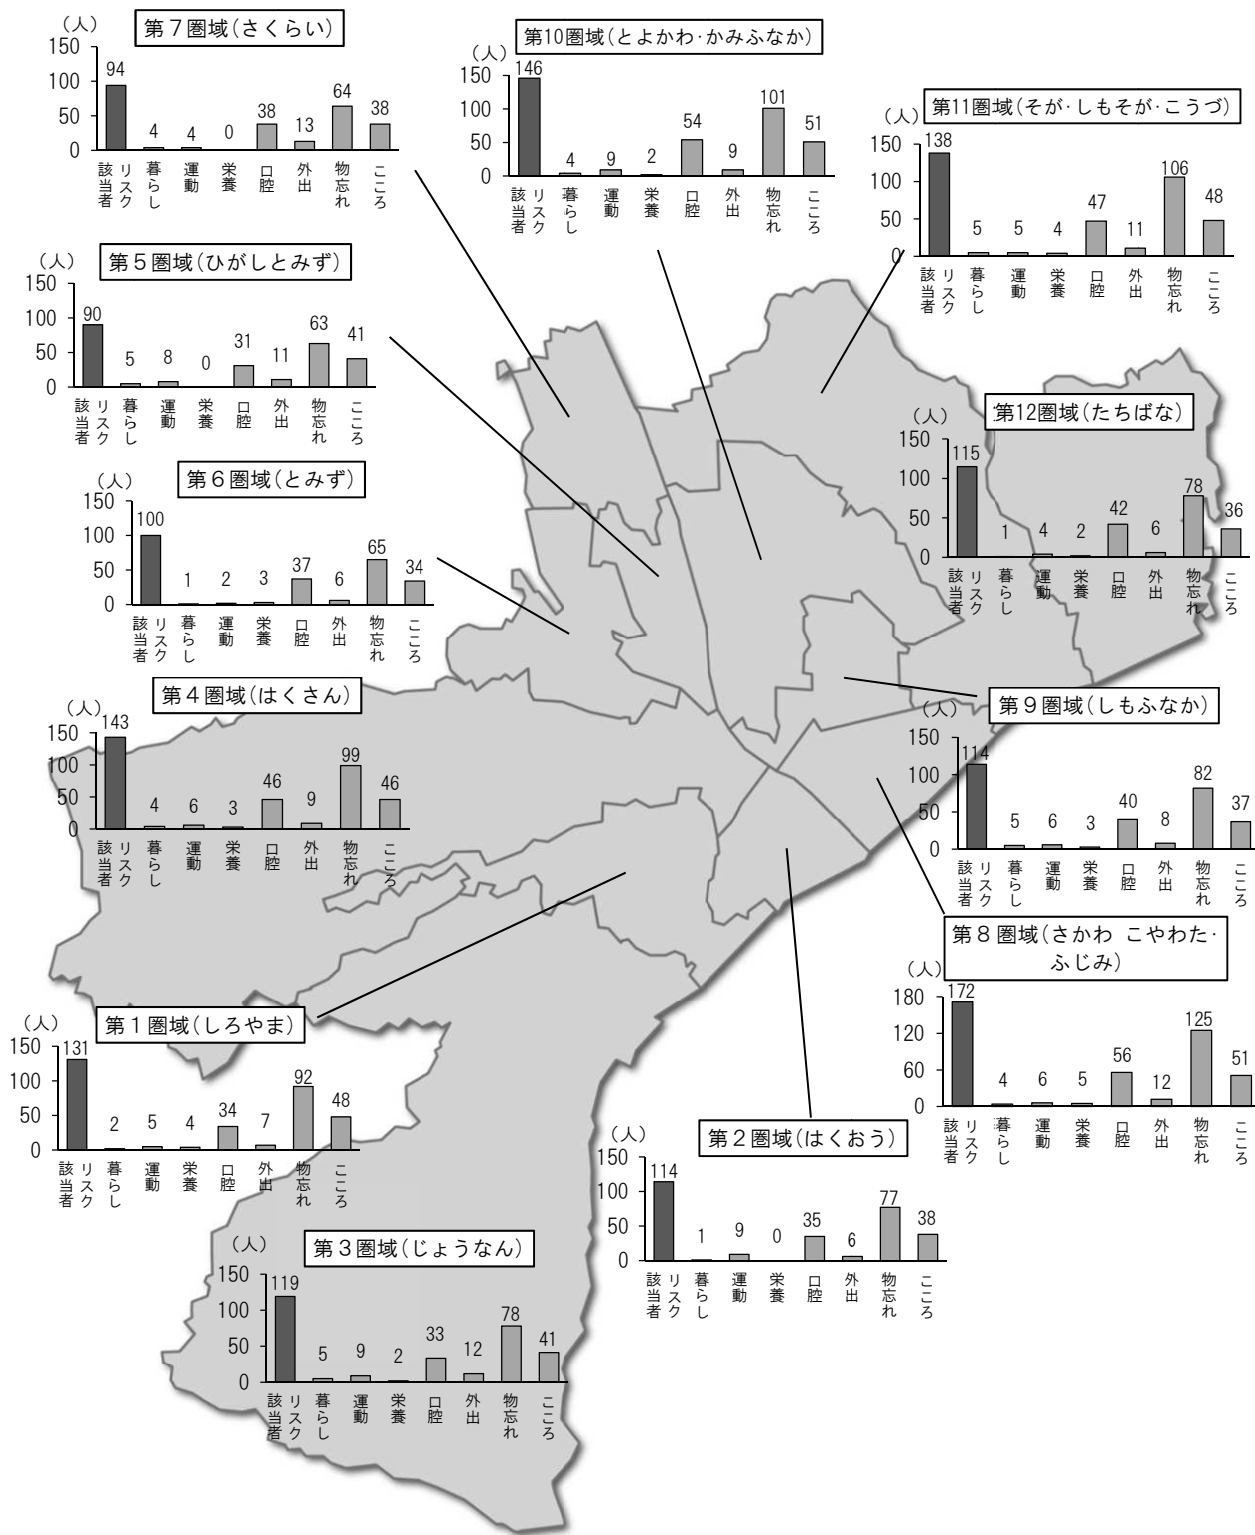 第７圏域(さくらい)
(人)
150
100
50
0
94
4
4
0
38
13
64
38
リスク該当者
暮らし
運動
栄養
口腔
外出
物忘れ
こころ
第10圏域(とよかわ･かみふなか)
(人)
150
100
50
0
146
4
9
2
54
9
101
51
リスク該当者
暮らし
運動
栄養
口腔
外出
物忘れ
こころ
第11圏域(そが･しもそが･こうづ)
(人)
150
100
50
0
138
5
5
4
47
11
106
48
リスク該当者
暮らし
運動
栄養
口腔
外出
物忘れ
こころ
第５圏域(ひがしとみず)
(人)
150
100
50
0
90
5
8
0
31
11
63
41
リスク該当者
暮らし
運動
栄養
口腔
外出
物忘れ
こころ
第12圏域(たちばな)
(人)
150
100
50
0
115
1
4
2
42
6
78
36
リスク該当者
暮らし
運動
栄養
口腔
外出
物忘れ
こころ
第６圏域(とみず)
(人)
150
100
50
0
100
1
2
3
37
6
65
34
リスク該当者
暮らし
運動
栄養
口腔
外出
物忘れ
こころ
第４圏域(はくさん)
(人)
150
100
50
0
143
4
6
3
46
9
99
46
リスク該当者
暮らし
運動
栄養
口腔
外出
物忘れ
こころ
第９圏域(しもふなか)
(人)
150
100
50
0
114
5
6
3
40
8
82
37
リスク該当者
暮らし
運動
栄養
口腔
外出
物忘れ
こころ
第８圏域(さかわ こやわた･
ふじみ)
(人)
180
120
60
0
172
4
6
5
56
12
125
51
リスク該当者
暮らし
運動
栄養
口腔
外出
物忘れ
こころ
第１圏域(しろやま)
(人)
150
100
50
0
131
2
5
4
34
7
92
48
リスク該当者
暮らし
運動
栄養
口腔
外出
物忘れ
こころ
第２圏域(はくおう)
(人)
150
100
50
0
114
1
9
0
35
6
77
38
リスク該当者
暮らし
運動
栄養
口腔
外出
物忘れ
こころ
第３圏域(じょうなん)
(人)
150
100
50
0
119
5
9
2
33
12
78
41
リスク該当者
暮らし
運動
栄養
口腔
外出
物忘れ
こころ